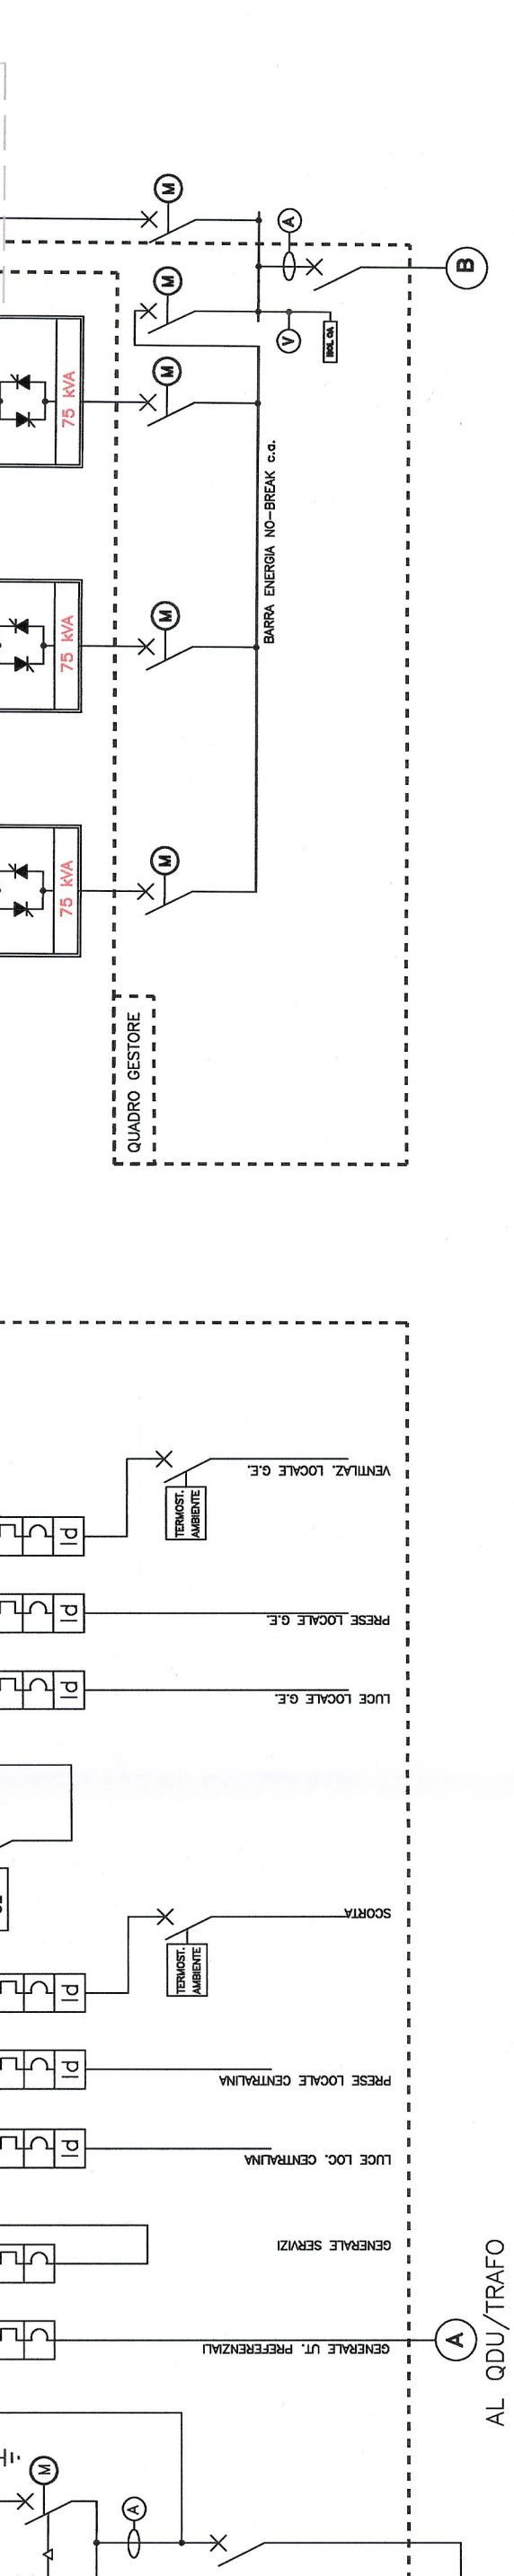 M
A
B
M
V
ISOL OA
M
75 kVA
BARRA ENERGIA NO-BREAK c.a.
M
75 kVA
M
75 kVA
QUADRO GESTORE
VENTILAZ. LOCALE G.E.
TERMOST.
AMBIENTE
Id
PRESE LOCALE G.E.
Id
LUCE LOCALE G.E.
Id
SCORTA
TERMOST.
AMBIENTE
Id
PRESE LOCALE CENTRALINA
Id
LUCE LOC. CENTRALINA
Id
GENERALE SERVIZI
GENERALE UT. PREFERENZIALI
A
AL QDU/TRAFO
M
A